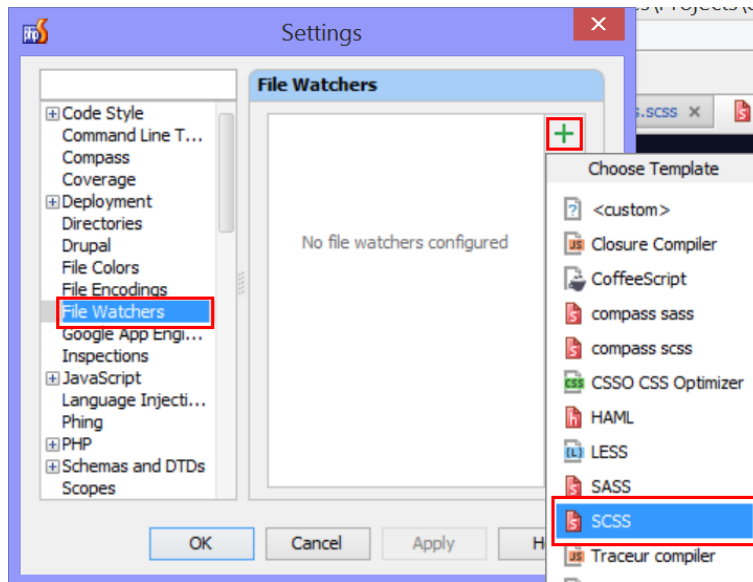 Settings
File Watchers
Code Style
Command Line T...
Compass
Coverage
Deployment
Directories
Drupal
File Colors
File Encodings
File Watchers
Google App Engi...
Inspections
JavaScript
Language Injecti...
Phing
PHP
Schemas and DTDs
Scopes
No file watchers configured
OK
Cancel
Apply
s.scss
Choose Template
<custom>
Closure Compiler
CoffeeScript
compass sass
compass scss
CSSO CSS Optimizer
HAML
LESS
SASS
SCSS
Traceur compiler